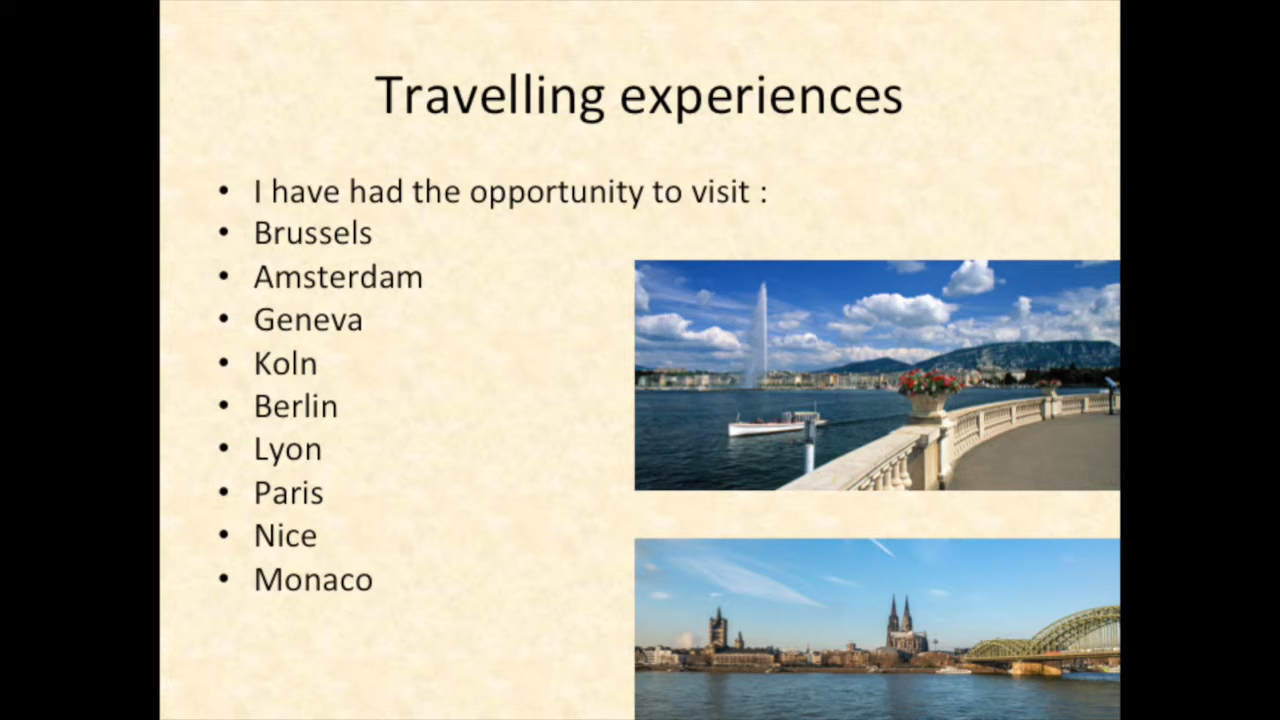 Travelling experiences
• I have had the opportunity to visit :
• Brussels
• Amsterdam
• Geneva
• Koln
• Berlin
• Lyon
• Paris
• Nice
• Monaco